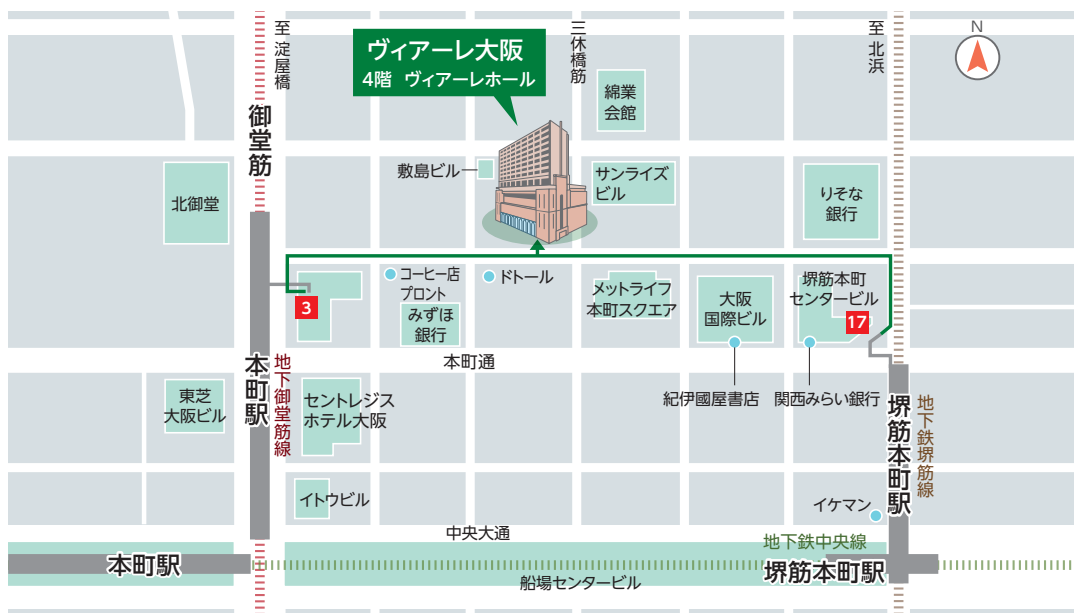 至
淀
屋
橋
御
堂
筋
ヴィアーレ大阪
4階 ヴィアーレホール
三
休
橋
筋
綿業
会館
至
北
浜
N
北御堂
敷島ビル
サンライズ
ビル
りそな
銀行
3
コーヒー店
プロント
みずほ
銀行
ドトール
メットライフ
本町スクエア
大阪
国際ビル
堺筋本町
センタービル
17
本町通
紀伊國屋書店
関西みらい銀行
本
町
駅
地
下
御
堂
筋
線
東芝
大阪ビル
セントレジス
ホテル大阪
堺
筋
本
町
駅
地
下
鉄
堺
筋
線
イトウビル
イケマン
中央大通
地下鉄中央線
本町駅
船場センタービル
堺筋本町駅